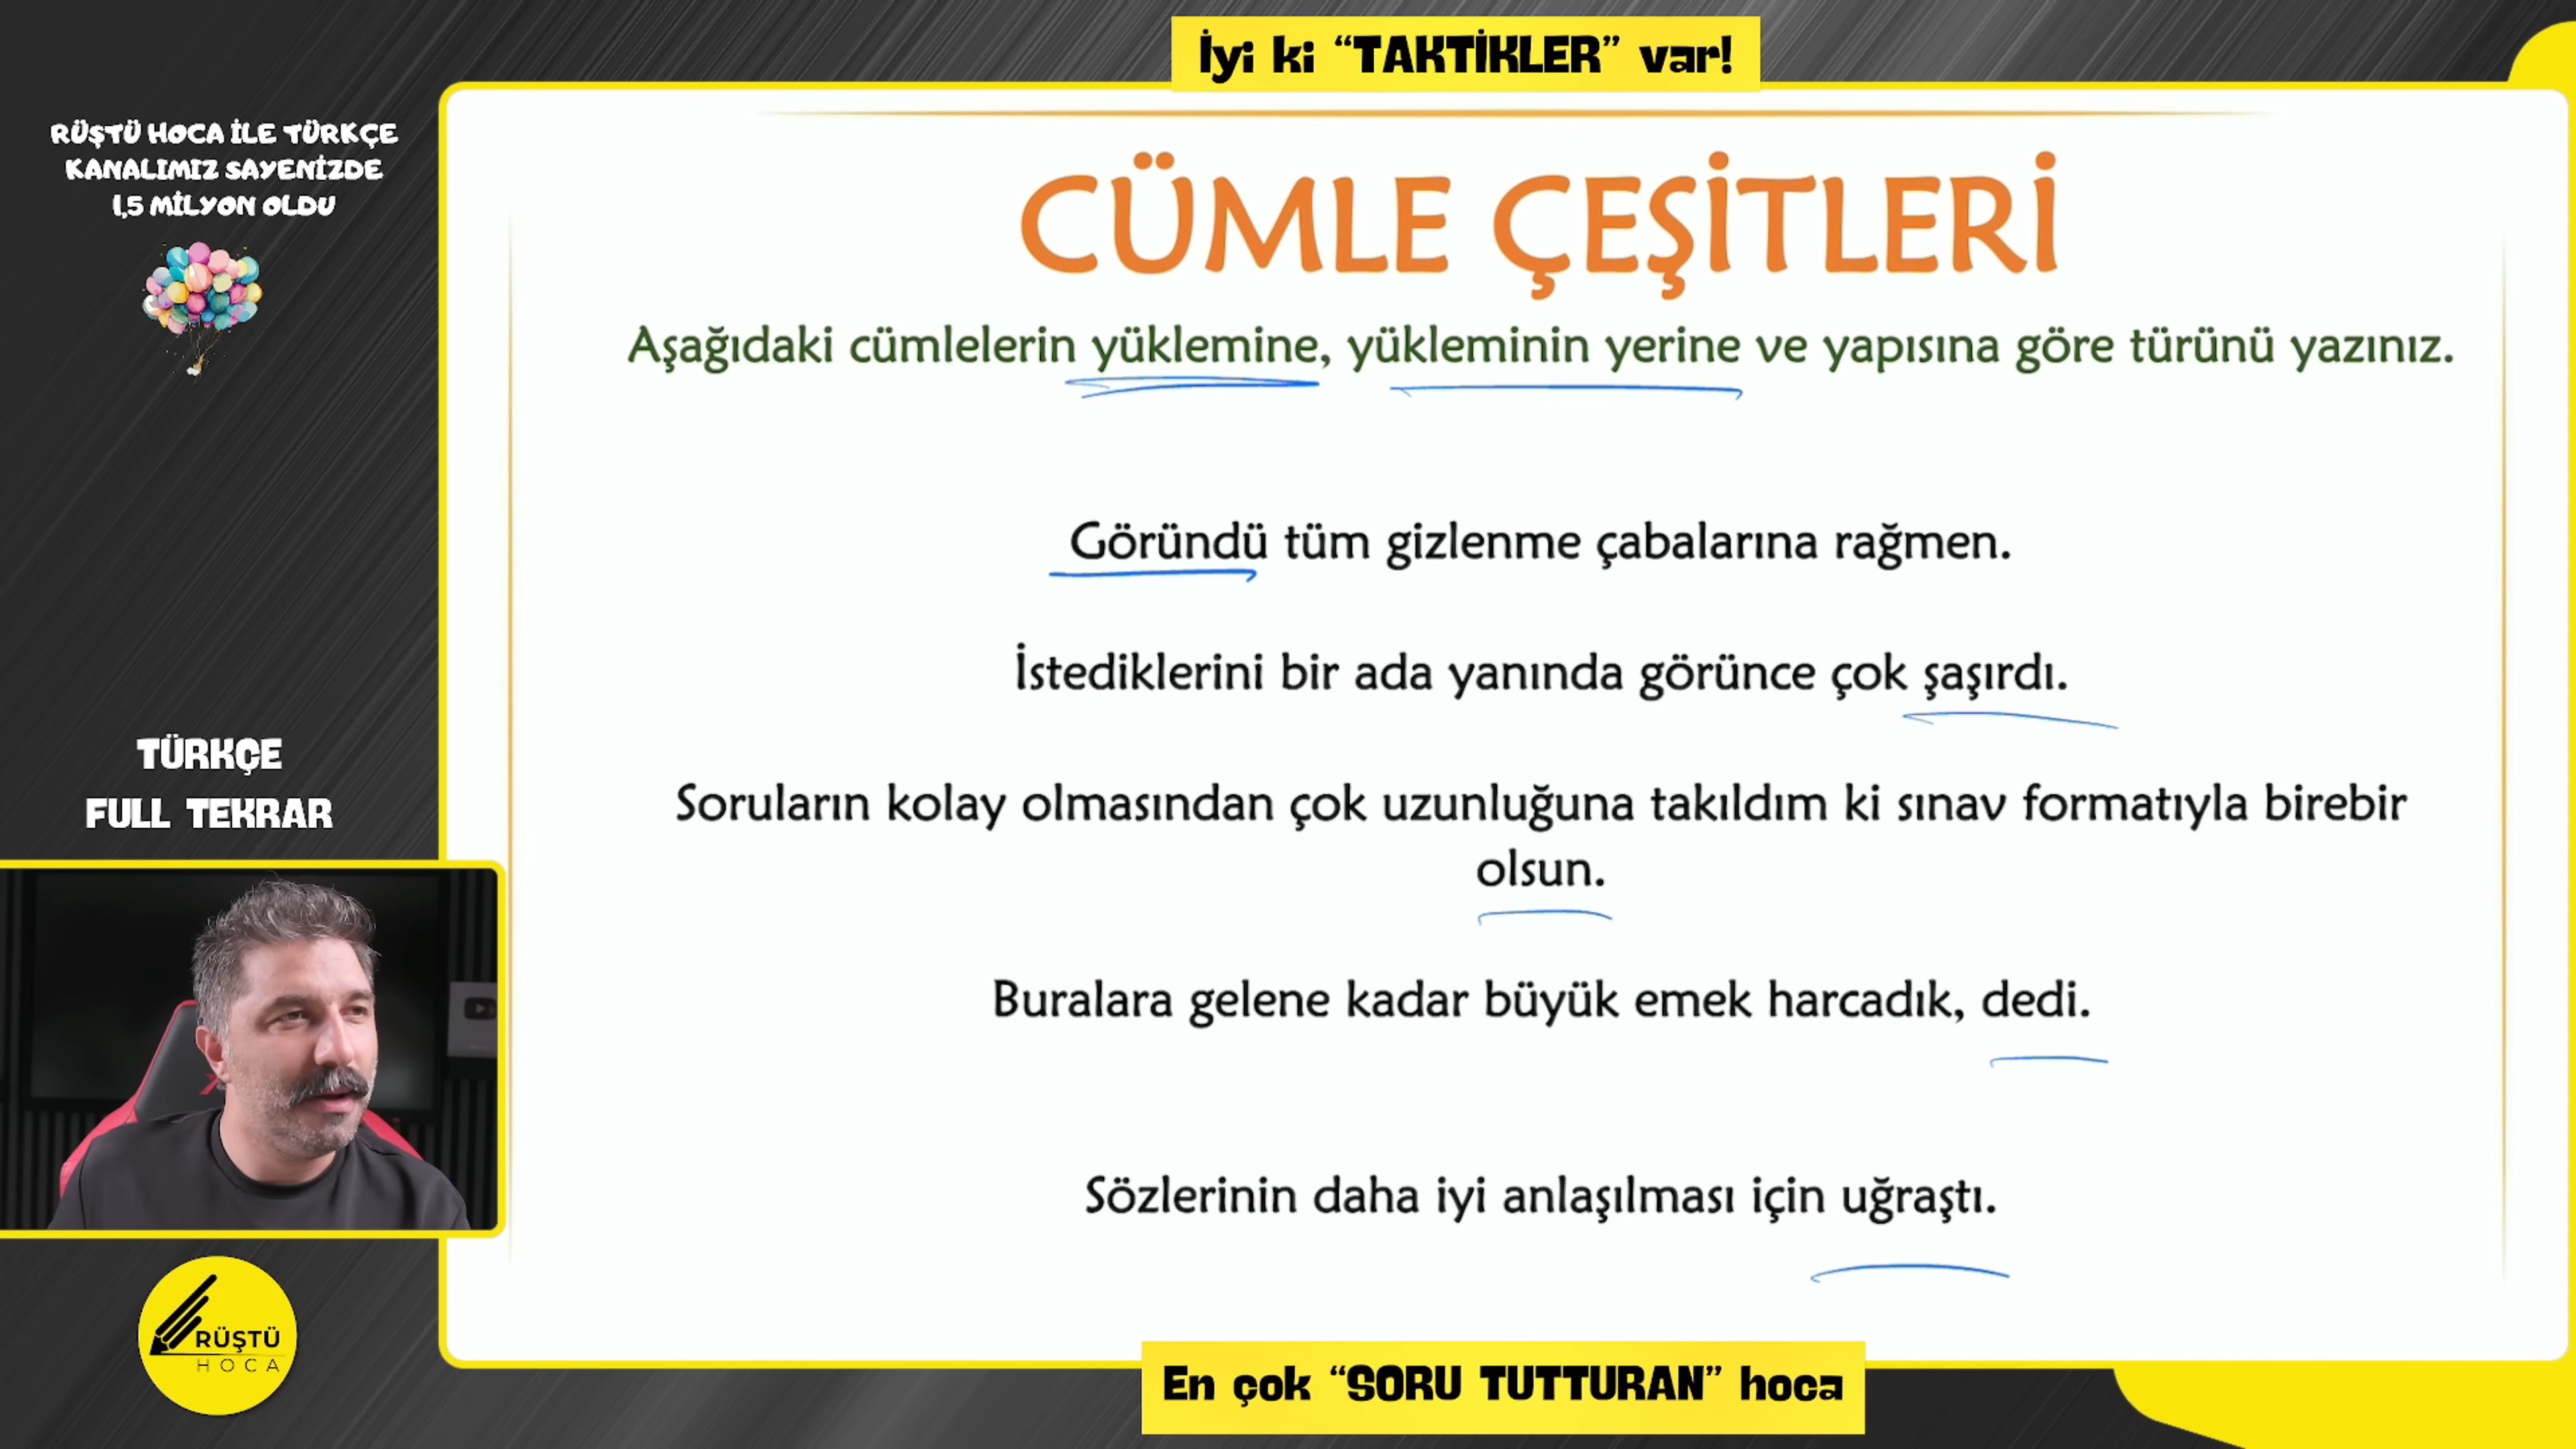 İyi ki “TAKTİKLER” var!
RÜŞTÜ HOCA İLE TÜRKÇE
KANALIMIZ SAYENİZDE
1,5 MİLYON OLDU
CÜMLE ÇEŞİTLERİ
Aşağıdaki cümlelerin yüklemine, yükleminin yerine ve yapısına göre türünü yazınız.
Göründü tüm gizlenme çabalarına rağmen.
İstediklerini bir ada yanında görünce çok şaşırdı.
Soruların kolay olmasından çok uzunluğuna takıldım ki sınav formatıyla birebir
olsun.
Buralara gelene kadar büyük emek harcadık, dedi.
Sözlerinin daha iyi anlaşılması için uğraştı.
TÜRKÇE
FULL TEKRAR
RÜŞTÜ
HOCA
En çok “SORU TUTTURAN” hoca